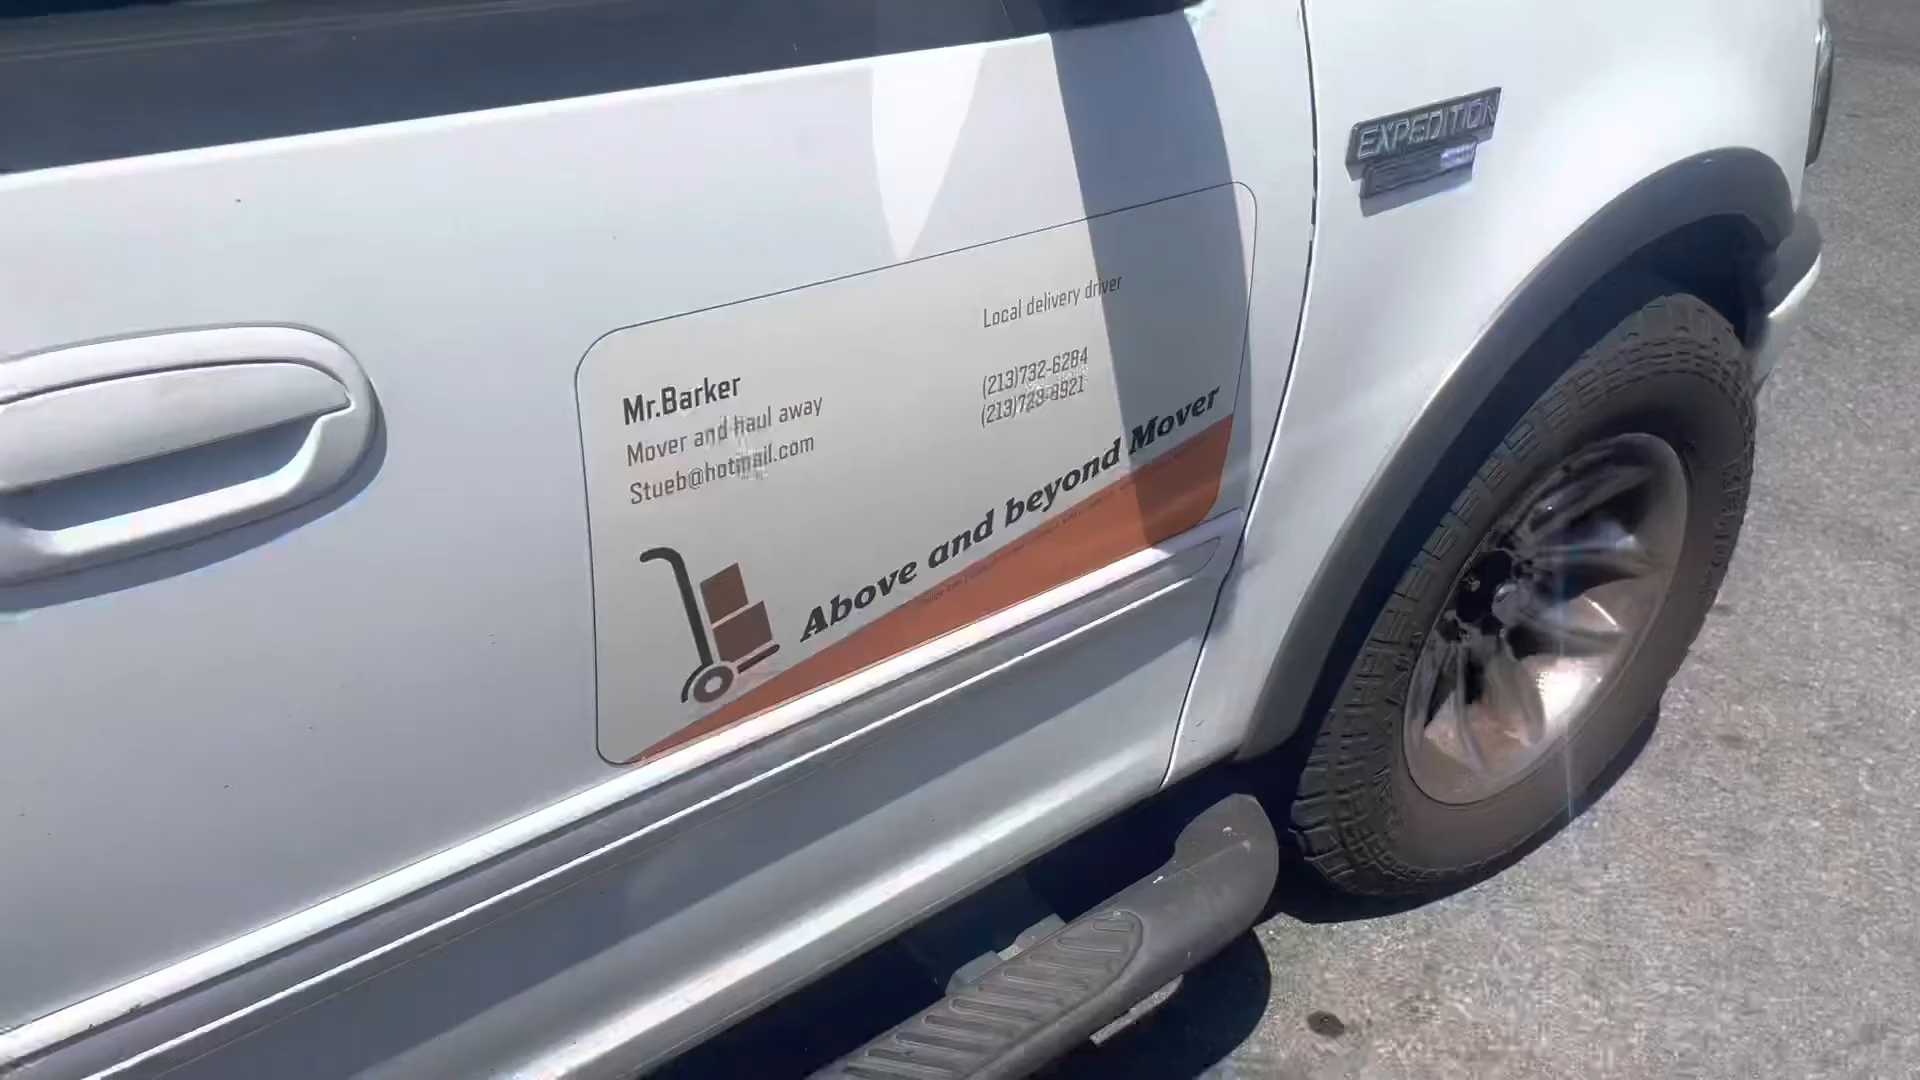 EXPEDITION
Mr.Barker
Mover and haul away
Stueb@hotmail.com
Local delivery driver
(213)732-6284
(213)728-8921
Above and beyond Mover